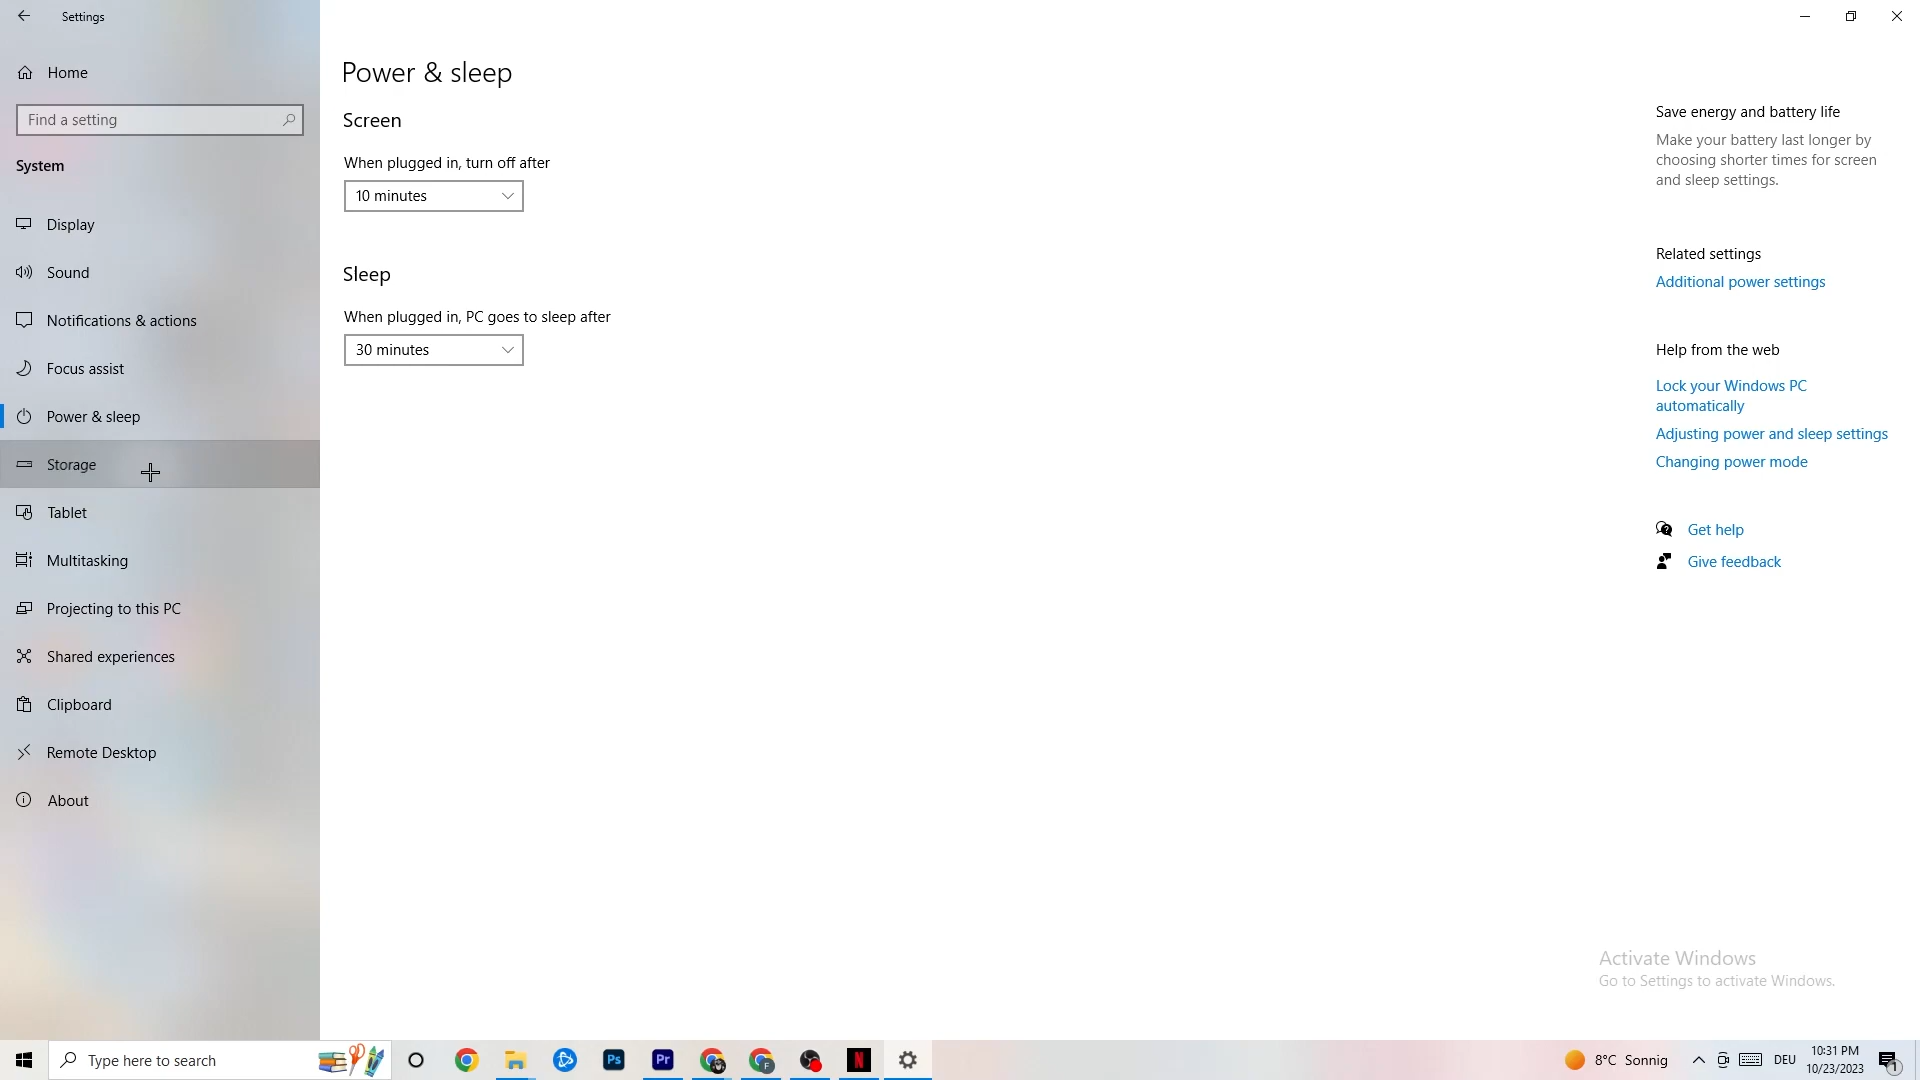 Settings
Home
Find a setting
System
Display
Sound
Notifications & actions
Focus assist
Power & sleep
Storage
Tablet
Multitasking
Projecting to this PC
Shared experiences
Clipboard
Remote Desktop
About
Power & sleep
Screen
When plugged in, turn off after
10 minutes
Sleep
When plugged in, PC goes to sleep after
30 minutes
Save energy and battery life
Make your battery last longer by
choosing shorter times for screen
and sleep settings.
Related settings
Additional power settings
Help from the web
Lock your Windows PC
automatically
Adjusting power and sleep settings
Changing power mode
Get help
Give feedback
Activate Windows
Go to Settings to activate Windows.
Type here to search
Ps
Pr
F
N
8°C Sonnig
DEU
10:31 PM
10/23/2023
1